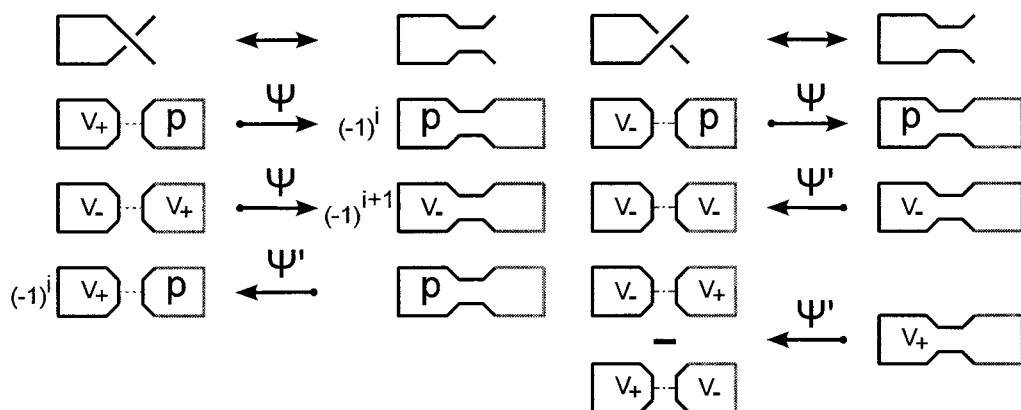 Ψ Ψ
V₊ p (-1)ⁱ p V₋ p p
Ψ Ψ'
V₋ V₊ (-1)ⁱ⁺¹ V₋ V₋ V₋ V₋
Ψ'
(-1)ⁱ V₊ p p V₋ V₊
Ψ'
- V₊
V₊ V₋